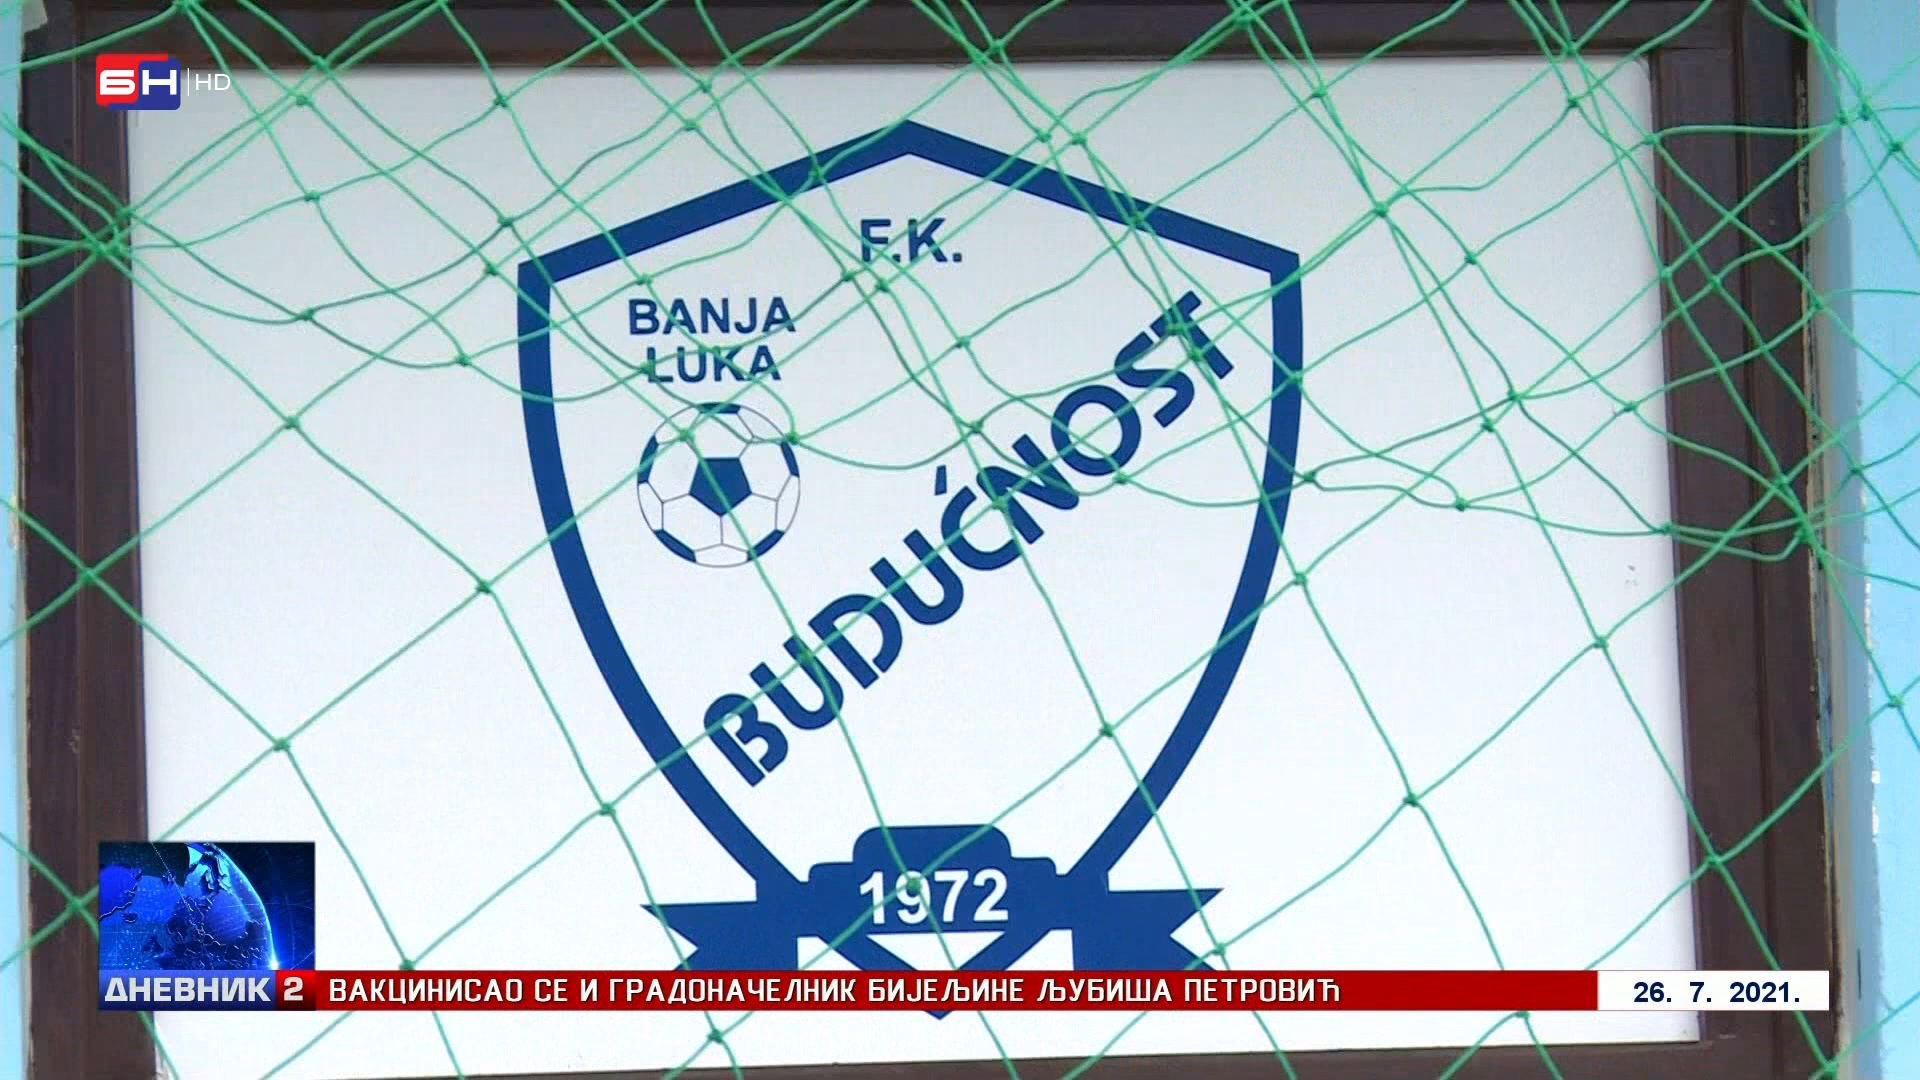 БН HD
F.K.
BANJA
LUKA
BUDUĆNOST
1972
ДНЕВНИК 2
ВАКЦИНИСАО СЕ И ГРАДОНАЧЕЛНИК БИЈЕЉИНЕ ЉУБИША ПЕТРОВИЋ
26. 7. 2021.